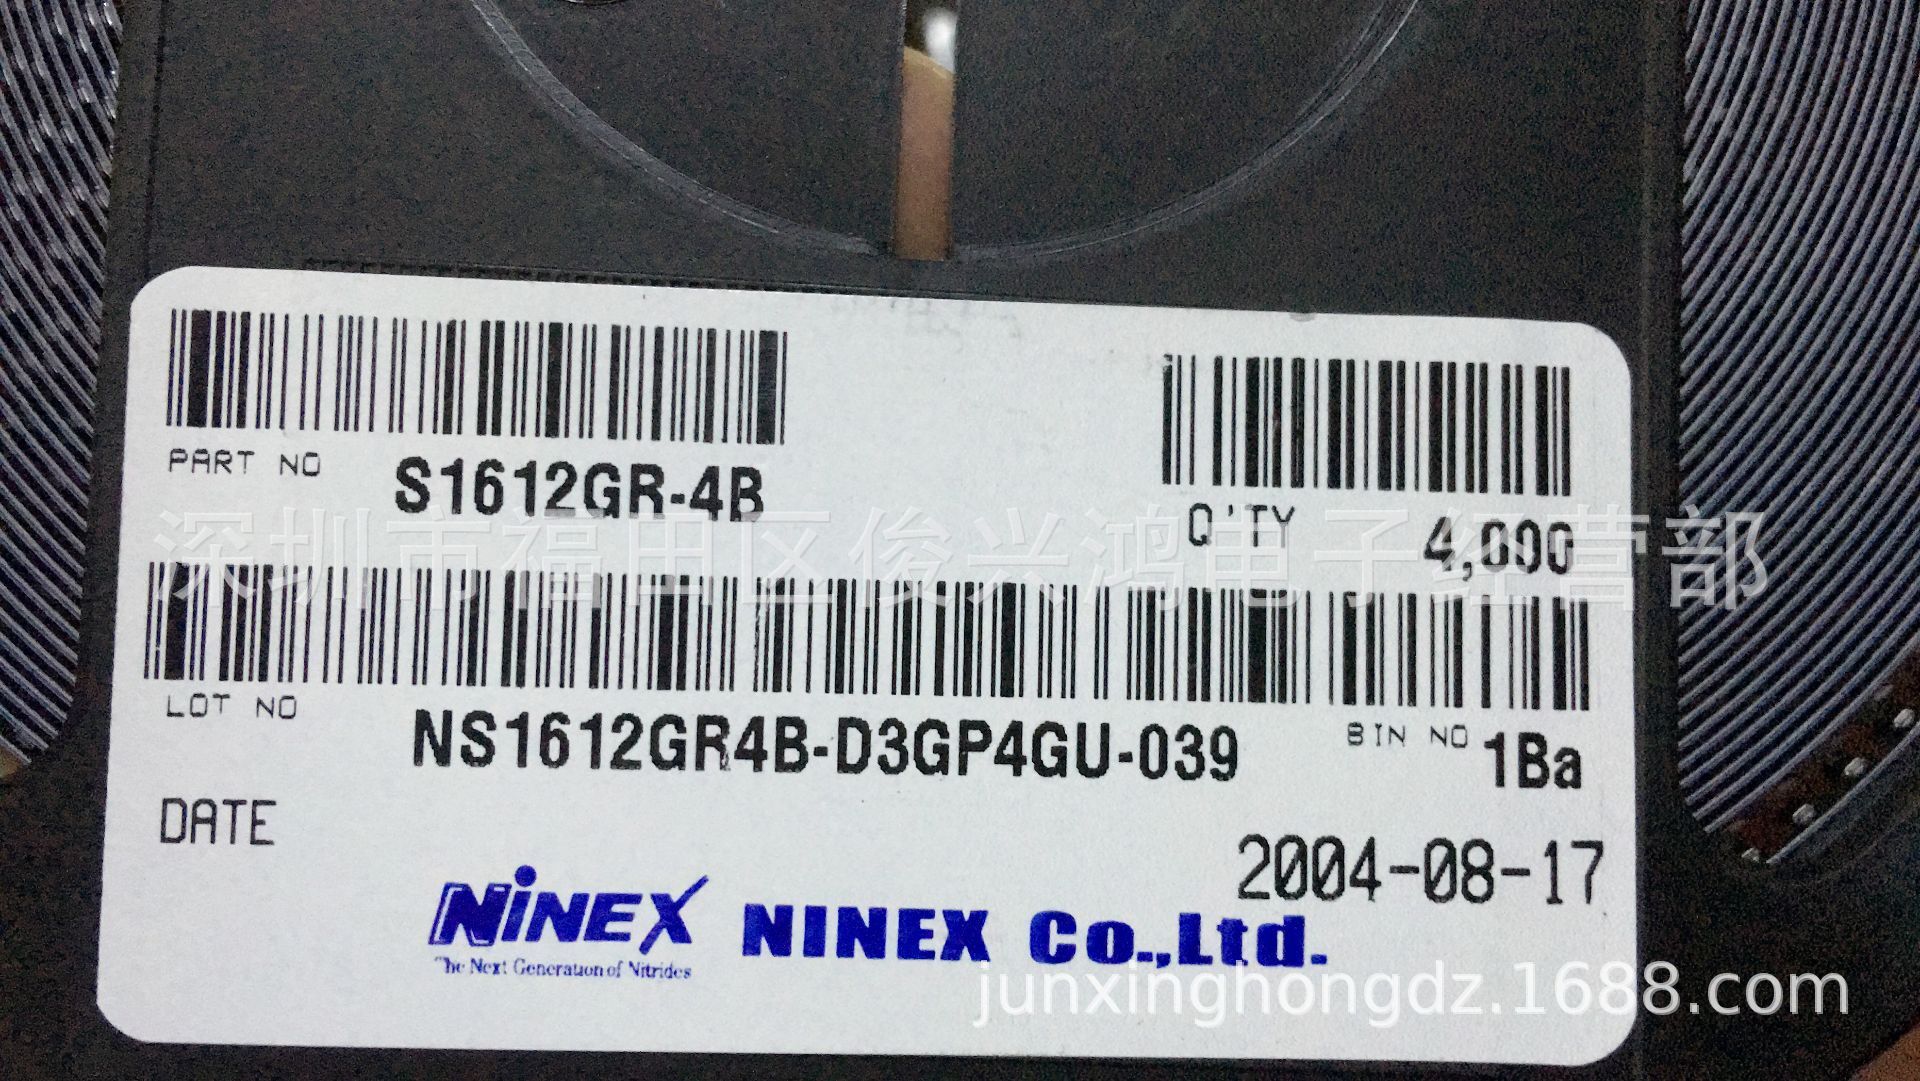 PART NO S1612GR-4B
Q'TY 4,000
深圳市福田区俊兴鸿电子经营部
LOT NO NS1612GR4B-D3GP4GU-039
BIN NO 1Ba
DATE 2004-08-17
NiNEX NINEX Co.,Ltd.
The Next Generation of Nitrides
junxinghongdz.1688.com